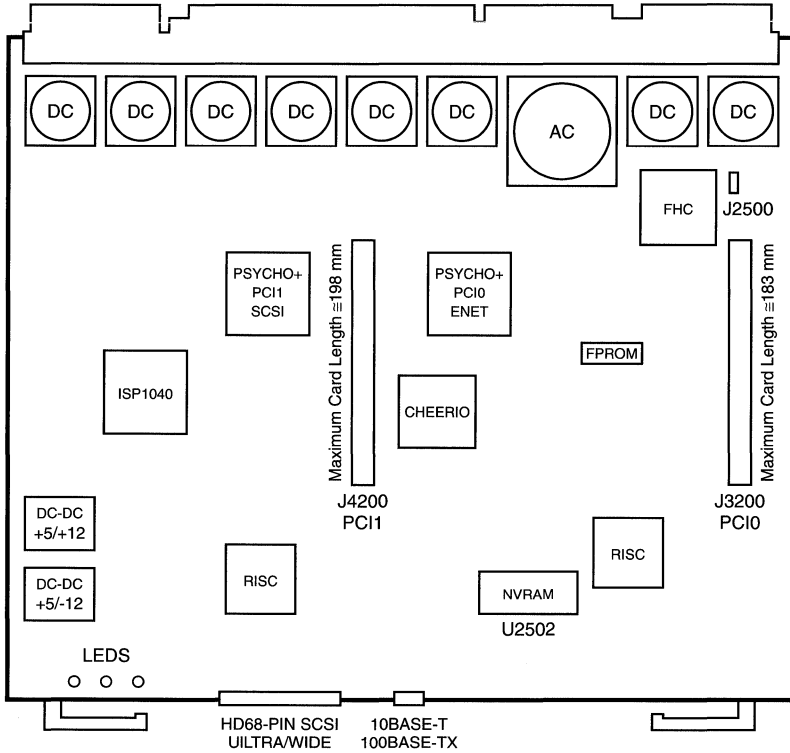 DC
DC
DC
DC
DC
DC
AC
DC
DC
FHC
J2500
PSYCHO+
PCI1
SCSI
Maximum Card Length ≅198 mm
PSYCHO+
PCI0
ENET
Maximum Card Length ≅183 mm
FPROM
ISP1040
CHEERIO
J4200
PCI1
J3200
PCI0
DC-DC
+5/+12
RISC
RISC
DC-DC
+5/-12
NVRAM
U2502
LEDS
HD68-PIN SCSI
UILTRA/WIDE
10BASE-T
100BASE-TX